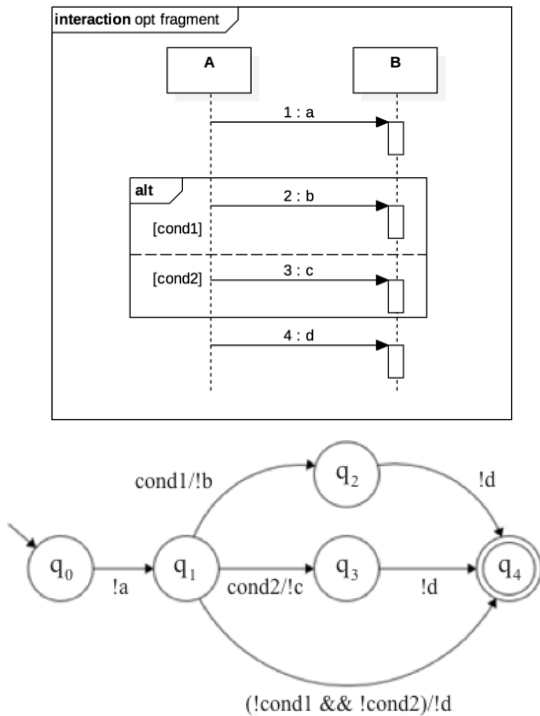 interaction opt fragment
A
B
1 : a
alt
2 : b
[cond1]
[cond2]
3 : c
4 : d
cond1/!b
q2
!d
q0
!a
q1
cond2/!c
q3
!d
q4
(!cond1 && !cond2)/!d